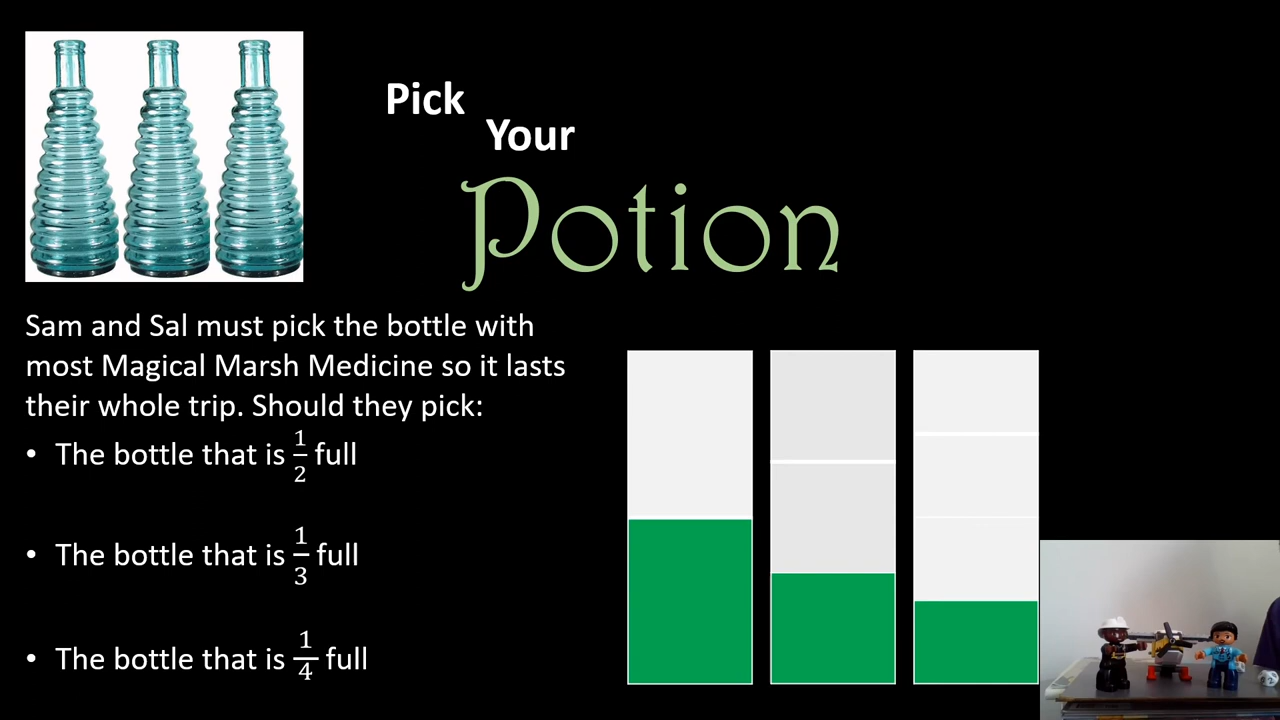 Pick
Your
Potion
Sam and Sal must pick the bottle with
most Magical Marsh Medicine so it lasts
their whole trip. Should they pick:
• The bottle that is 1/2 full
• The bottle that is 1/3 full
• The bottle that is 1/4 full